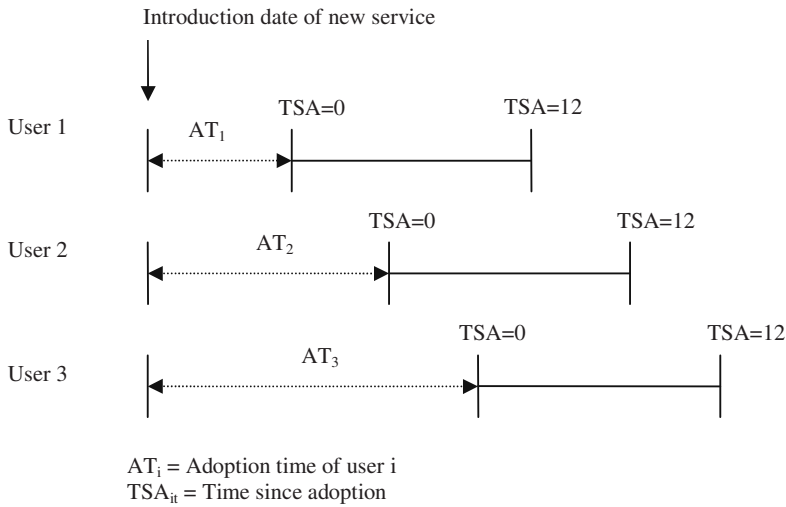 Introduction date of new service
User 1
AT₁
TSA=0
TSA=12
User 2
AT₂
TSA=0
TSA=12
User 3
AT₃
TSA=0
TSA=12
ATᵢ = Adoption time of user i
TSAᵢₜ = Time since adoption